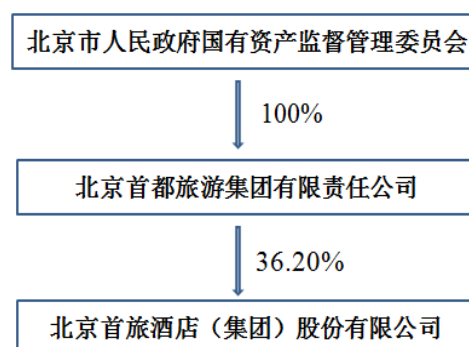 北京市人民政府国有资产监督管理委员会
100%
北京首都旅游集团有限责任公司
36.20%
北京首旅酒店（集团）股份有限公司